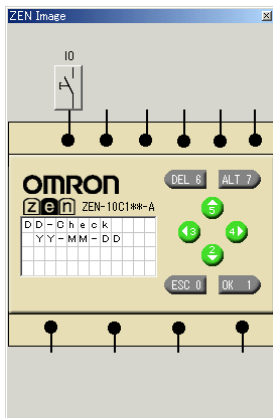 ZEN Image
I0
OMRON
zen ZEN-10C1**-A
DEL 6
ALT 7
5
3
4
2
ESC 0
OK 1
DD-Check
YY-MM-DD